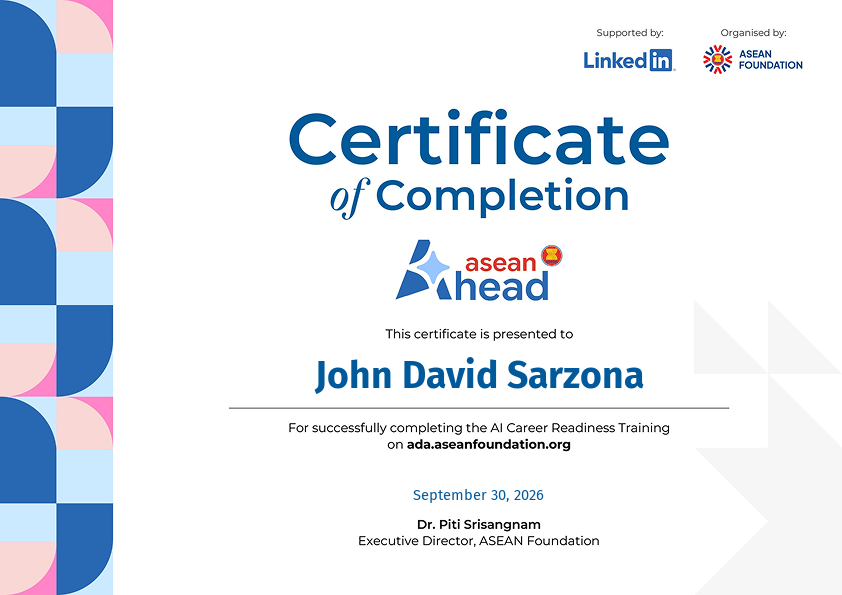 Supported by:
LinkedIn
Organised by:
ASEAN
FOUNDATION
Certificate
of Completion
asean
Ahead
This certificate is presented to
John David Sarzona
For successfully completing the AI Career Readiness Training
on ada.aseanfoundation.org
September 30, 2026
Dr. Piti Srisangnam
Executive Director, ASEAN Foundation